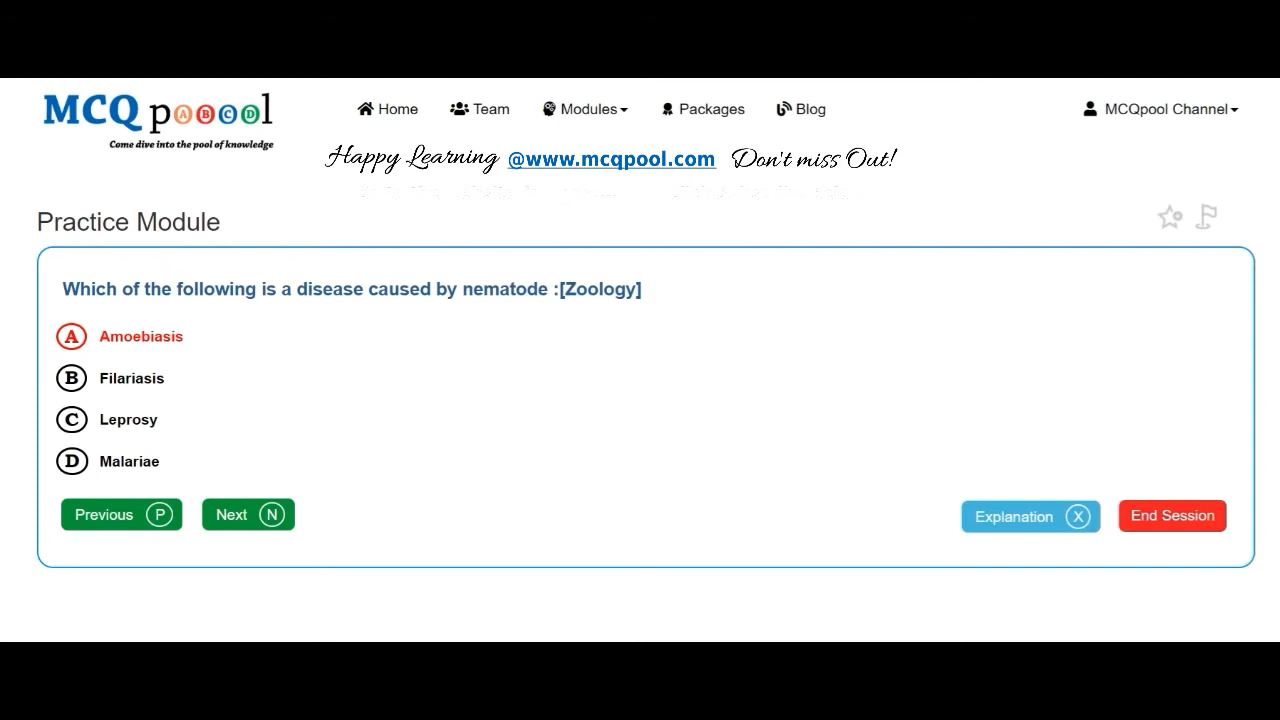 MCQ pooool
Come dive into the pool of knowledge
Home Team Modules Packages Blog MCQpool Channel
Happy Learning @www.mcqpool.com Don't miss Out!
Practice Module
Which of the following is a disease caused by nematode :[Zoology]
A Amoebiasis
B Filariasis
C Leprosy
D Malariae
Previous P Next N Explanation X End Session